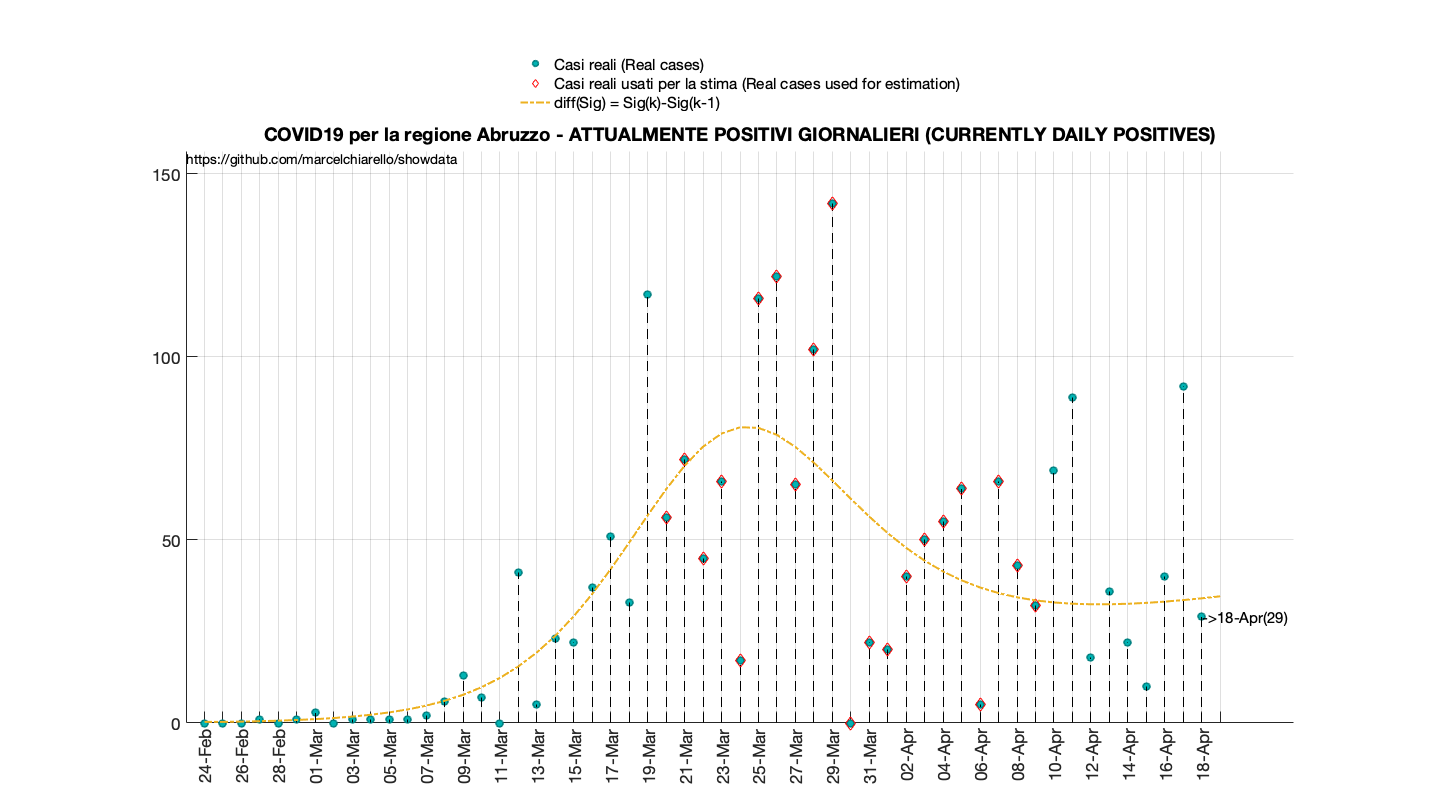 Casi reali (Real cases)
Casi reali usati per la stima (Real cases used for estimation)
diff(Sig) = Sig(k)-Sig(k-1)
COVID19 per la regione Abruzzo - ATTUALMENTE POSITIVI GIORNALIERI (CURRENTLY DAILY POSITIVES)
https://github.com/marcelchiarello/showdata
150
100
50
0
->18-Apr(29)
24-Feb
26-Feb
28-Feb
01-Mar
03-Mar
05-Mar
07-Mar
09-Mar
11-Mar
13-Mar
15-Mar
17-Mar
19-Mar
21-Mar
23-Mar
25-Mar
27-Mar
29-Mar
31-Mar
02-Apr
04-Apr
06-Apr
08-Apr
10-Apr
12-Apr
14-Apr
16-Apr
18-Apr